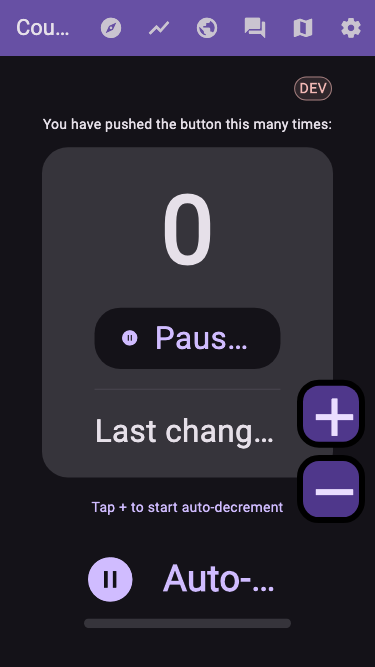 Cou...
DEV
You have pushed the button this many times:
0
Paus...
Last chang...
Tap + to start auto-decrement
Auto-...